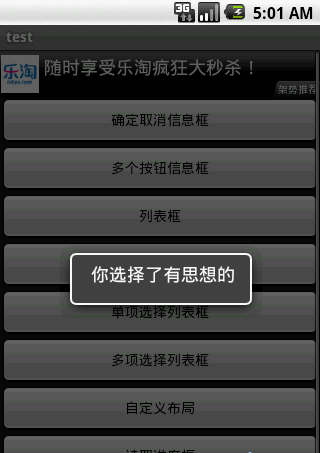 3G
5:01 AM
test
乐淘
随时享受乐淘疯狂大秒杀！
架势推荐
确定取消信息框
多个按钮信息框
列表框
你选择了有思想的
单项选择列表框
多项选择列表框
自定义布局